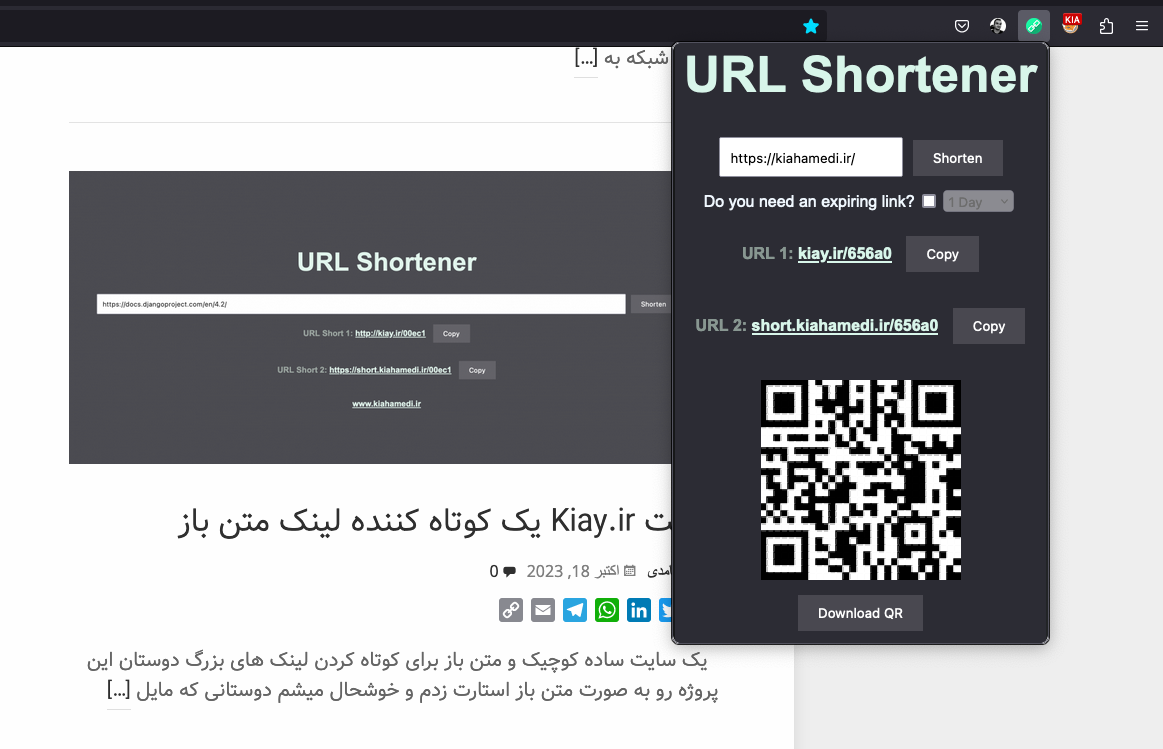 شبکه به [...]
KIA
URL Shortener
https://kiahamedi.ir/
Shorten
Do you need an expiring link?
1 Day
URL 1: kiay.ir/656a0
Copy
URL 2: short.kiahamedi.ir/656a0
Copy
Download QR
URL Shortener
https://docs.djangoproject.com/en/4.2/
Shorten
URL Short 1: http://kiay.ir/00ec1
Copy
URL Short 2: https://short.kiahamedi.ir/00ec1
Copy
www.kiahamedi.ir
Kiay.ir یک کوتاه کننده لینک متن باز
اکتبر 18, 2023 0
یک سایت ساده کوچیک و متن باز برای کوتاه کردن لینک های بزرگ دوستان این
پروژه رو به صورت متن باز استارت زدم و خوشحال میشم دوستانی که مایل [...]